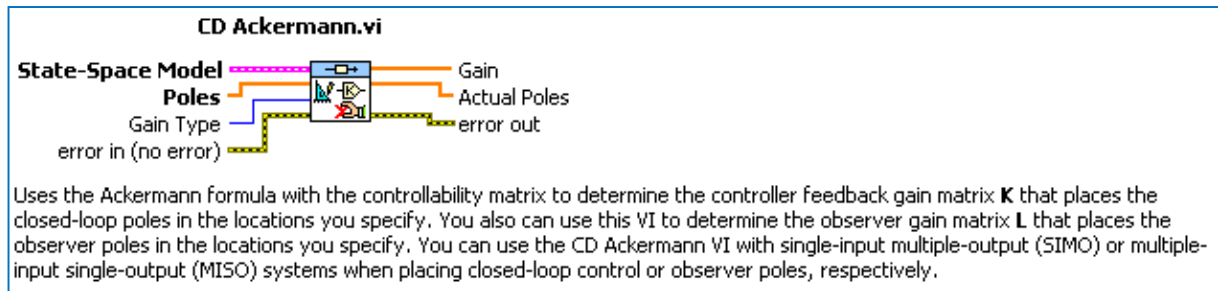 CD Ackermann.vi
State-Space Model
Poles
Gain Type
error in (no error)
Gain
Actual Poles
error out
Uses the Ackermann formula with the controllability matrix to determine the controller feedback gain matrix K that places the
closed-loop poles in the locations you specify. You also can use this VI to determine the observer gain matrix L that places the
observer poles in the locations you specify. You can use the CD Ackermann VI with single-input multiple-output (SIMO) or multiple-
input single-output (MISO) systems when placing closed-loop control or observer poles, respectively.